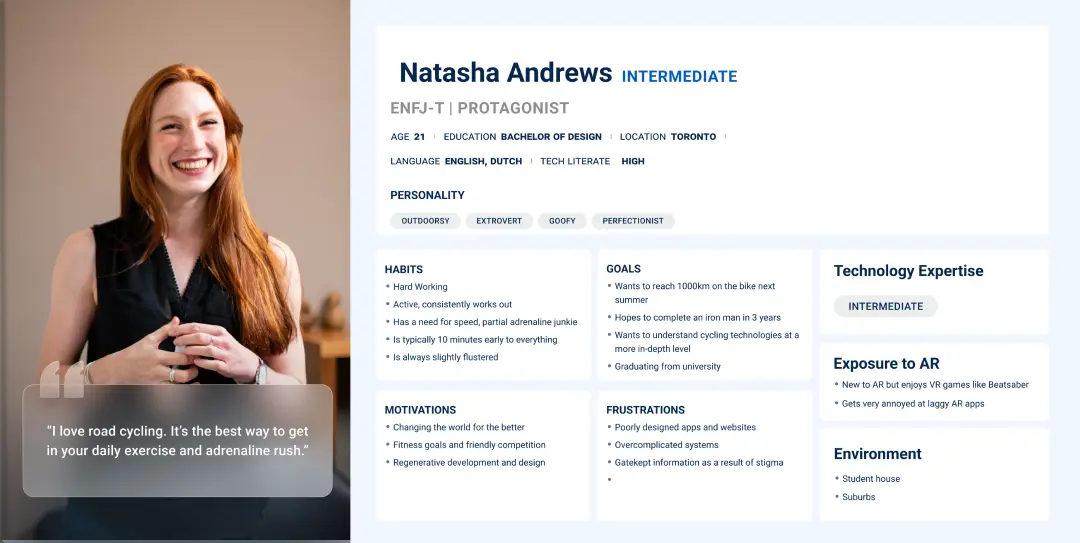 Natasha Andrews INTERMEDIATE
ENFJ-T | PROTAGONIST
AGE 21 | EDUCATION BACHELOR OF DESIGN | LOCATION TORONTO |
LANGUAGE ENGLISH, DUTCH | TECH LITERATE HIGH
PERSONALITY
OUTDOORSY EXTROVERT GOOFY PERFECTIONIST
“I love road cycling. It’s the best way to get
in your daily exercise and adrenaline rush.”
HABITS
• Hard Working
• Active, consistently works out
• Has a need for speed, partial adrenaline junkie
• Is typically 10 minutes early to everything
• Is always slightly flustered
GOALS
• Wants to reach 1000km on the bike next
summer
• Hopes to complete an iron man in 3 years
• Wants to understand cycling technologies at a
more in-depth level
• Graduating from university
Technology Expertise
INTERMEDIATE
Exposure to AR
• New to AR but enjoys VR games like Beatsaber
• Gets very annoyed at laggy AR apps
MOTIVATIONS
• Changing the world for the better
• Fitness goals and friendly competition
• Regenerative development and design
FRUSTRATIONS
• Poorly designed apps and websites
• Overcomplicated systems
• Gatekept information as a result of stigma
•
Environment
• Student house
• Suburbs